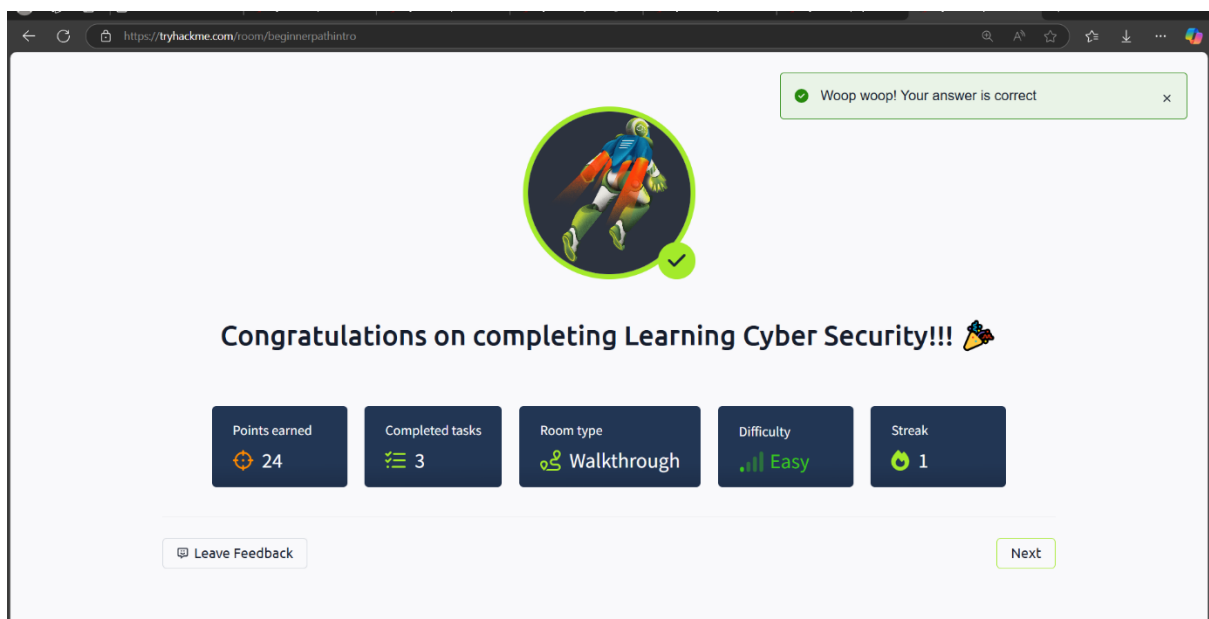 https://tryhackme.com/room/beginnerpathintro
Woop woop! Your answer is correct
Congratulations on completing Learning Cyber Security!!! 🎉
Points earned
24
Completed tasks
3
Room type
Walkthrough
Difficulty
Easy
Streak
1
Leave Feedback
Next